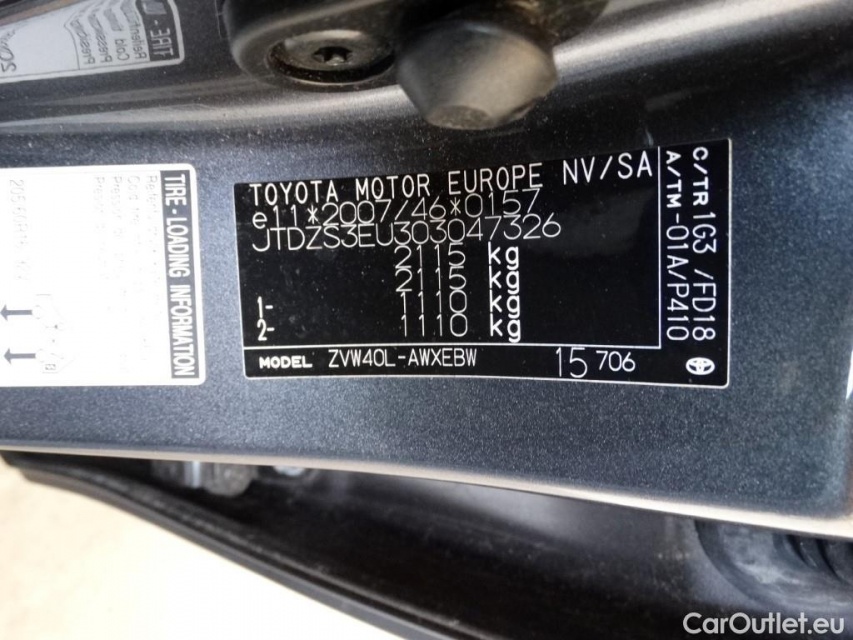 TOYOTA MOTOR EUROPE NV/SA
e11*2007/46*0157
JTDZS3EU303047326
2115 kg
2115 kg
1- 1110 kg
2- 1110 kg
MODEL ZVW40L-AWXEBW 15 706
C/TR 1G3 /FD18
A/TM-01A/P410
TIRE-LOADING INFORMATION
CarOutlet.eu